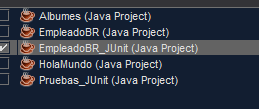 Albumes (Java Project)
EmpleadoBR (Java Project)
EmpleadoBR_JUnit (Java Project)
HolaMundo (Java Project)
Pruebas_JUnit (Java Project)